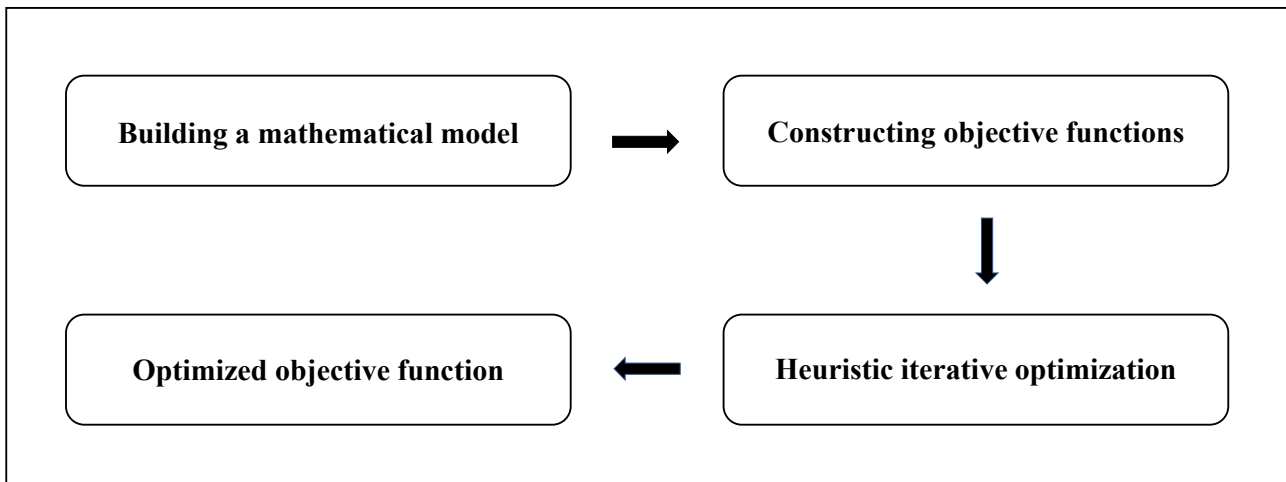 Building a mathematical model
Constructing objective functions
Heuristic iterative optimization
Optimized objective function